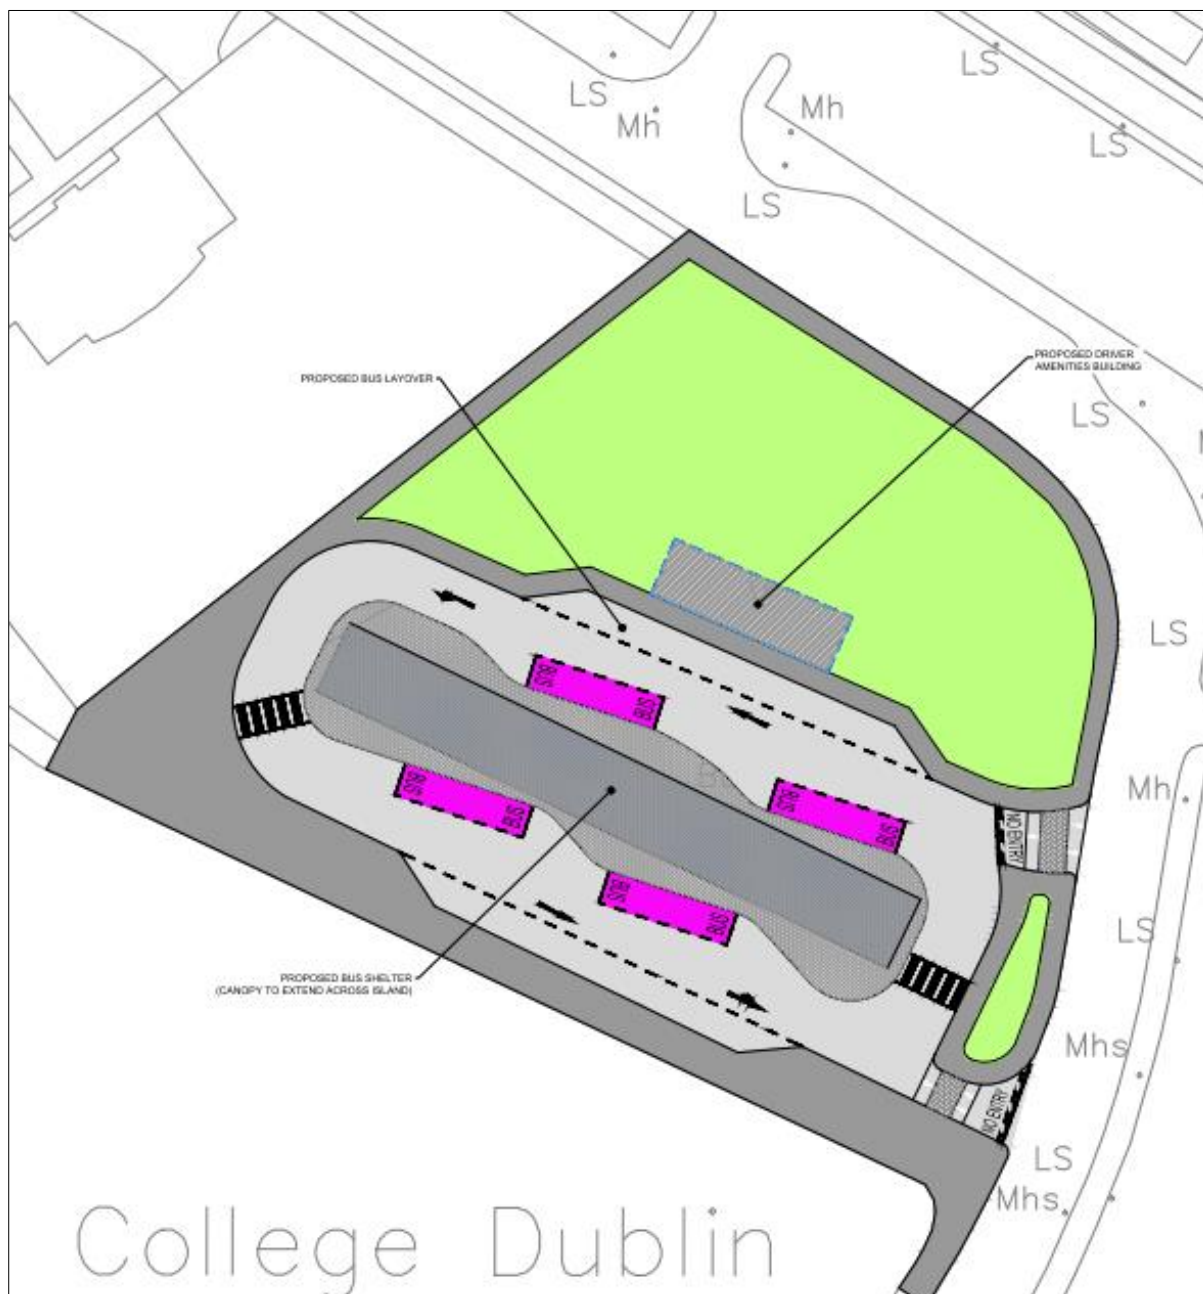 LS
LS
Mh
Mh
LS
LS
PROPOSED DRIVER
AMENITIES BUILDING
PROPOSED BUS LAYOVER
LS
LS
BUS
BUS
BUS
BUS
BUS
BUS
Mh
NO ENTRY
BUS
BUS
LS
PROPOSED BUS SHELTER
(CANOPY TO EXTEND ACROSS ISLAND)
Mhs
NO ENTRY
LS
Mhs
College Dublin